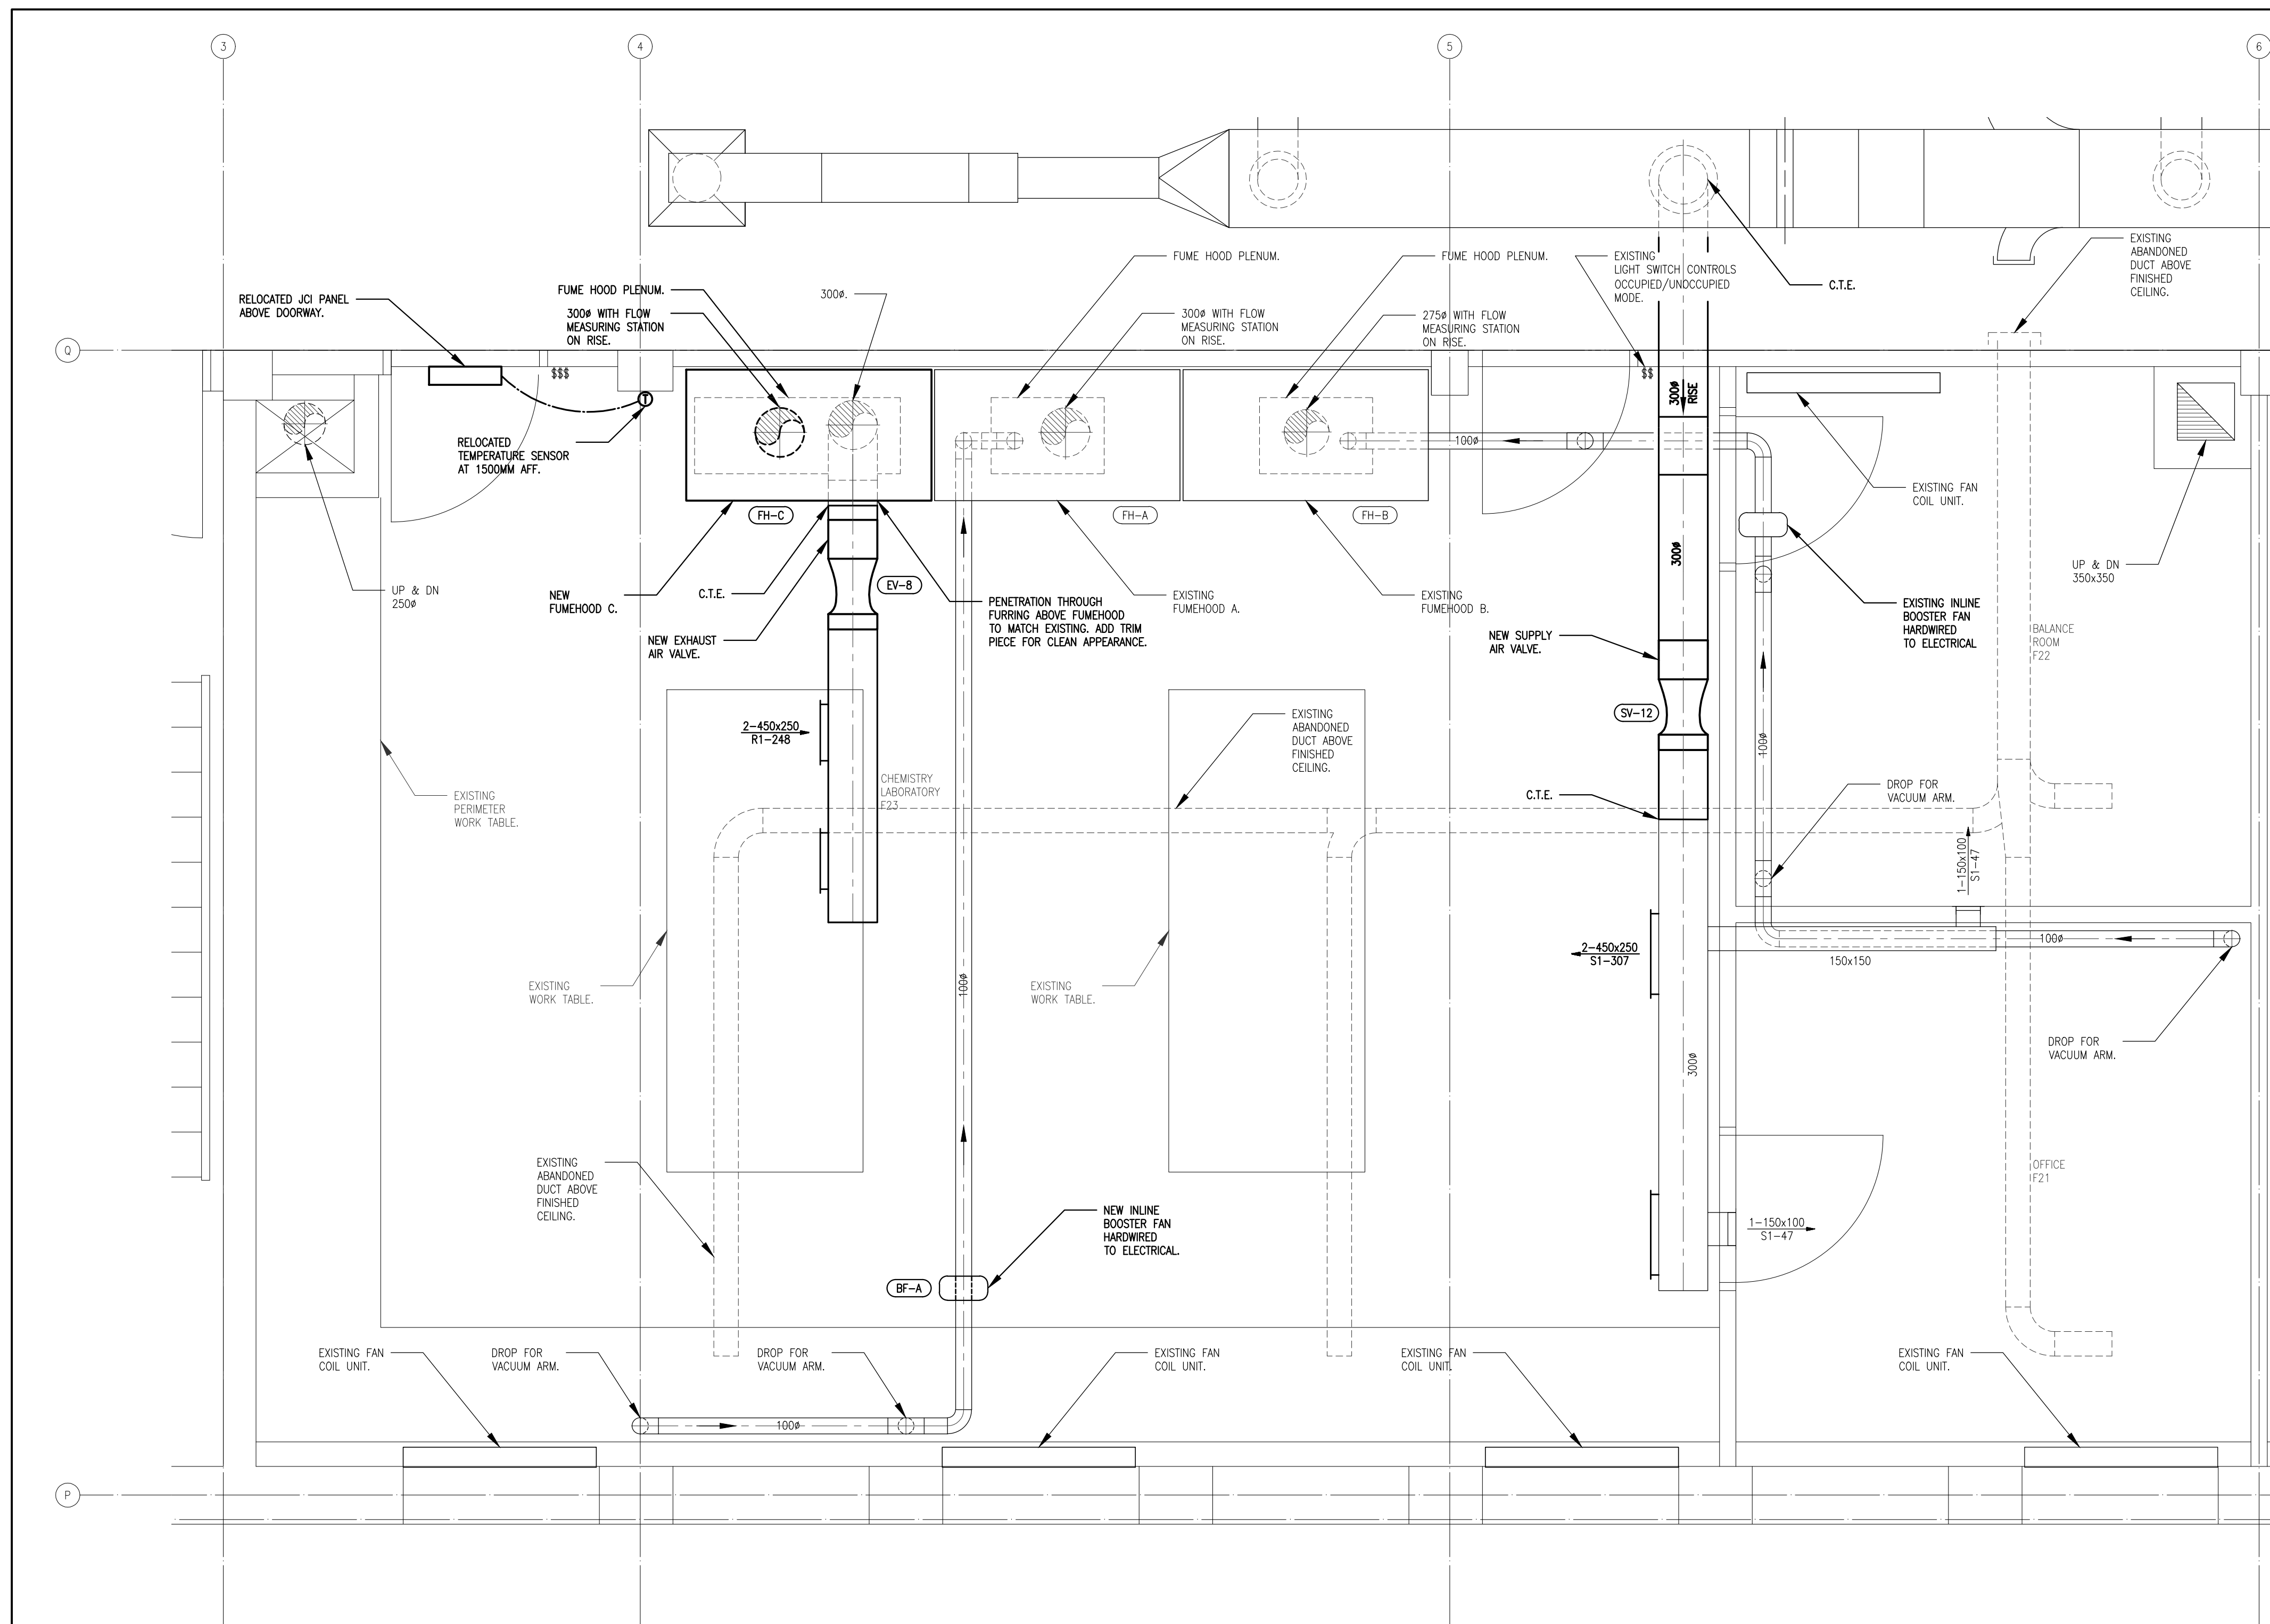 3
4
5
6
Q
P
RELOCATED JCI PANEL
ABOVE DOORWAY.
FUME HOOD PLENUM.
300ø WITH FLOW
MEASURING STATION
ON RISE.
300ø.
FUME HOOD PLENUM.
300ø WITH FLOW
MEASURING STATION
ON RISE.
FUME HOOD PLENUM.
275ø WITH FLOW
MEASURING STATION
ON RISE.
EXISTING
LIGHT SWITCH CONTROLS
OCCUPIED/UNOCCUPIED
MODE.
C.T.E.
EXISTING
ABANDONED
DUCT ABOVE
FINISHED
CEILING.
$$$
T
$$
300ø
RISE
RELOCATED
TEMPERATURE SENSOR
AT 1500MM AFF.
100ø
EXISTING FAN
COIL UNIT.
FH-C
FH-A
FH-B
UP & DN
250ø
NEW
FUMEHOOD C.
C.T.E.
EV-8
NEW EXHAUST
AIR VALVE.
PENETRATION THROUGH
FURRING ABOVE FUMEHOOD
TO MATCH EXISTING. ADD TRIM
PIECE FOR CLEAN APPEARANCE.
EXISTING
FUMEHOOD A.
EXISTING
FUMEHOOD B.
300ø
NEW SUPPLY
AIR VALVE.
UP & DN
350x350
EXISTING INLINE
BOOSTER FAN
HARDWIRED
TO ELECTRICAL
BALANCE
ROOM
F22
2-450x250
R1-248
EXISTING
ABANDONED
DUCT ABOVE
FINISHED
CEILING.
SV-12
100ø
CHEMISTRY
LABORATORY
F23
EXISTING
PERIMETER
WORK TABLE.
C.T.E.
DROP FOR
VACUUM ARM.
1-150x100
S1-47
2-450x250
S1-307
100ø
150x150
EXISTING
WORK TABLE.
100ø
EXISTING
WORK TABLE.
300ø
DROP FOR
VACUUM ARM.
EXISTING
ABANDONED
DUCT ABOVE
FINISHED
CEILING.
OFFICE
F21
NEW INLINE
BOOSTER FAN
HARDWIRED
TO ELECTRICAL.
1-150x100
S1-47
BF-A
EXISTING FAN
COIL UNIT.
DROP FOR
VACUUM ARM.
DROP FOR
VACUUM ARM.
EXISTING FAN
COIL UNIT.
EXISTING FAN
COIL UNIT.
EXISTING FAN
COIL UNIT.
100ø